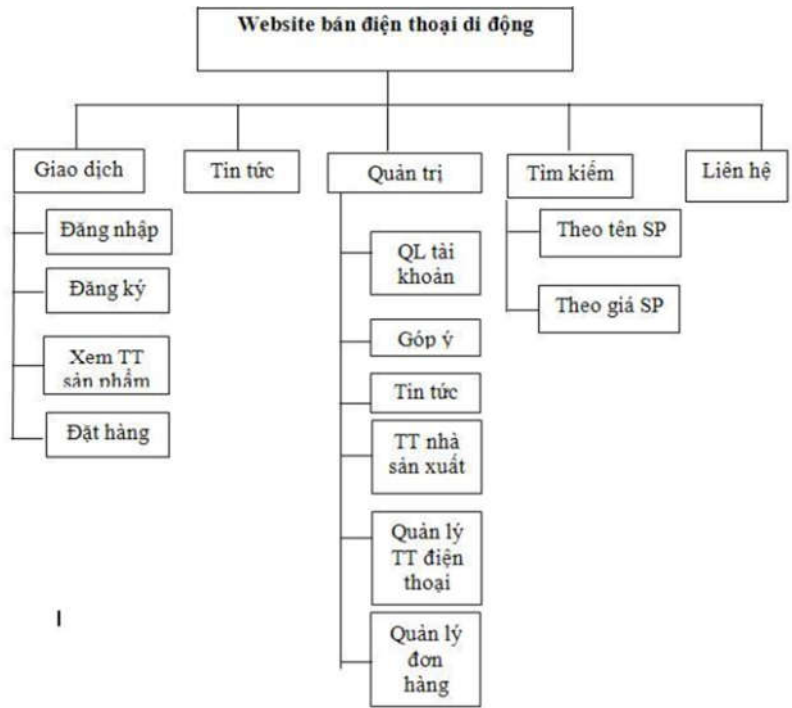 Website bán điện thoại di động
Giao dịch
Tin tức
Quản trị
Tìm kiếm
Liên hệ
Đăng nhập
Đăng ký
Xem TT
sản phẩm
Đặt hàng
QL tài
khoản
Góp ý
Tin tức
TT nhà
sản xuất
Quản lý
TT điện
thoại
Quản lý
đơn
hàng
Theo tên SP
Theo giá SP